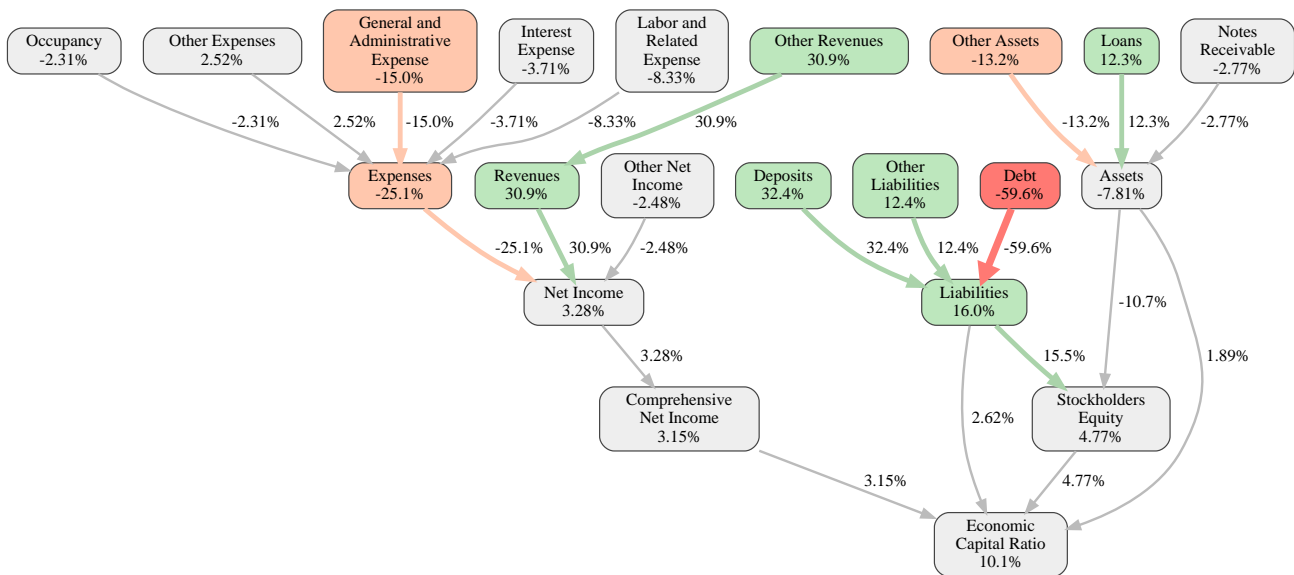 Occupancy
-2.31%
Other Expenses
2.52%
General and
Administrative
Expense
-15.0%
Interest
Expense
-3.71%
Labor and
Related
Expense
-8.33%
Other Revenues
30.9%
Other Assets
-13.2%
Loans
12.3%
Notes
Receivable
-2.77%
-2.31%
2.52%
-15.0%
-3.71%
-8.33%
30.9%
-13.2%
12.3%
-2.77%
Expenses
-25.1%
Revenues
30.9%
Other Net
Income
-2.48%
Deposits
32.4%
Other
Liabilities
12.4%
Debt
-59.6%
Assets
-7.81%
-25.1%
30.9%
-2.48%
32.4%
12.4%
-59.6%
Net Income
3.28%
Liabilities
16.0%
-10.7%
3.28%
15.5%
1.89%
Comprehensive
Net Income
3.15%
2.62%
Stockholders
Equity
4.77%
3.15%
4.77%
Economic
Capital Ratio
10.1%